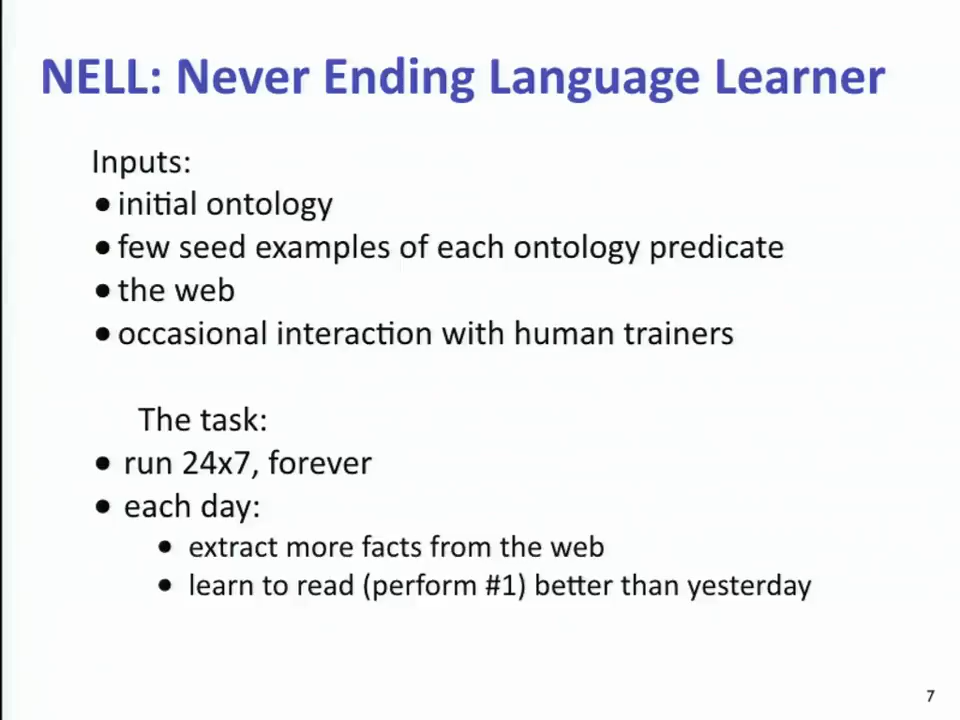 NELL: Never Ending Language Learner
Inputs:
• initial ontology
• few seed examples of each ontology predicate
• the web
• occasional interaction with human trainers
The task:
• run 24x7, forever
• each day:
• extract more facts from the web
• learn to read (perform #1) better than yesterday
7